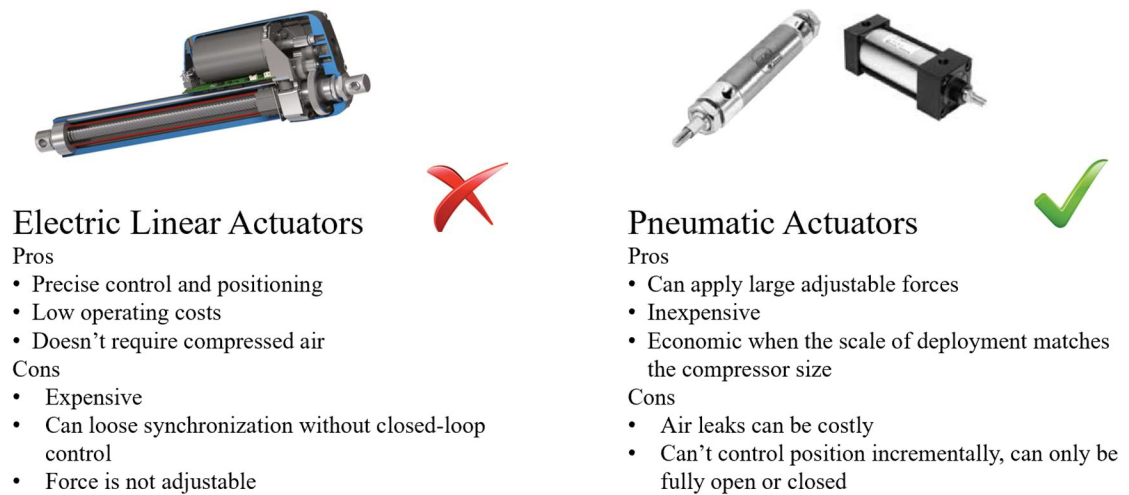 Electric Linear Actuators
Pros
• Precise control and positioning
• Low operating costs
• Doesn't require compressed air
Cons
• Expensive
• Can loose synchronization without closed-loop
control
• Force is not adjustable
Pneumatic Actuators
Pros
• Can apply large adjustable forces
• Inexpensive
• Economic when the scale of deployment matches
the compressor size
Cons
• Air leaks can be costly
• Can't control position incrementally, can only be
fully open or closed